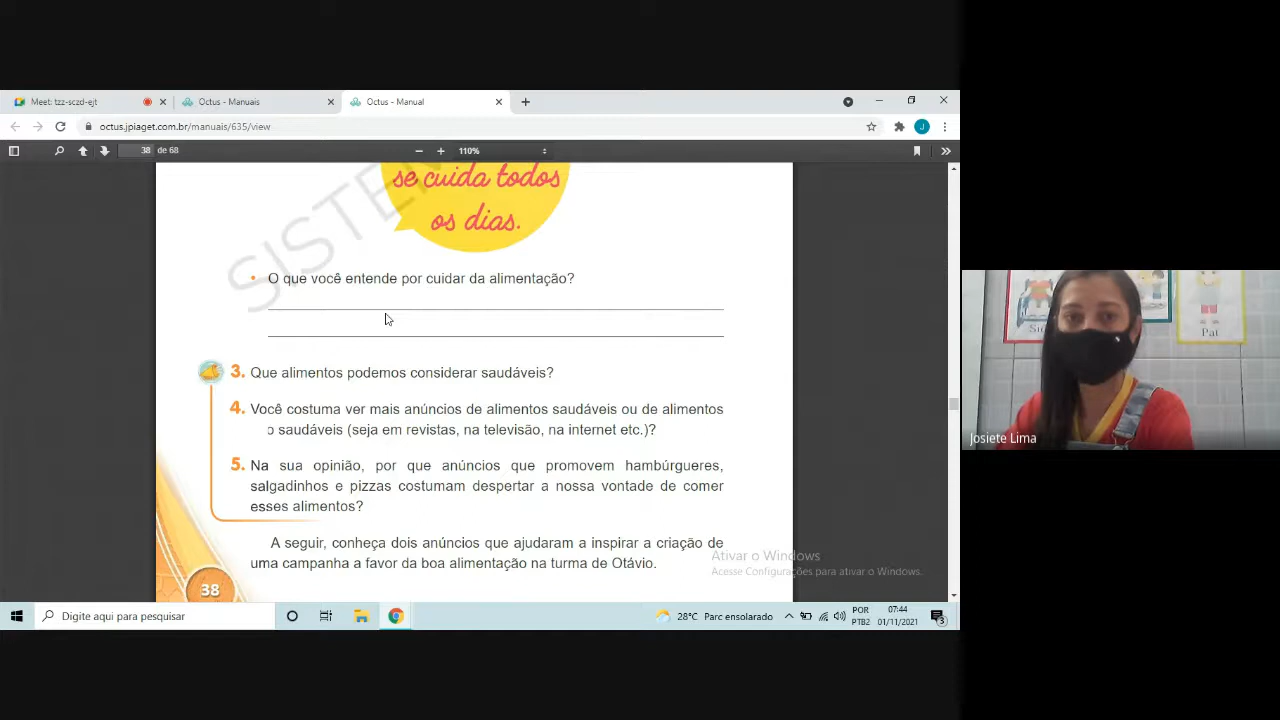 Meet: tzz-sczd-ejt
Octus - Manuais
Octus - Manual
octus.jpiaget.com.br/manuais/635/view
J
38 de 68
110%
se cuida todos
os dias.
SISTEM
• O que você entende por cuidar da alimentação?
3. Que alimentos podemos considerar saudáveis?
4. Você costuma ver mais anúncios de alimentos saudáveis ou de alimentos
o saudáveis (seja em revistas, na televisão, na internet etc.)?
5. Na sua opinião, por que anúncios que promovem hambúrgueres,
salgadinhos e pizzas costumam despertar a nossa vontade de comer
esses alimentos?
A seguir, conheça dois anúncios que ajudaram a inspirar a criação de
uma campanha a favor da boa alimentação na turma de Otávio.
38
Ativar o Windows
Acesse Configurações para ativar o Windows.
Digite aqui para pesquisar
28°C Parc ensolarado
POR
PTB2
07:44
01/11/2021
3
Pat
Josiete Lima